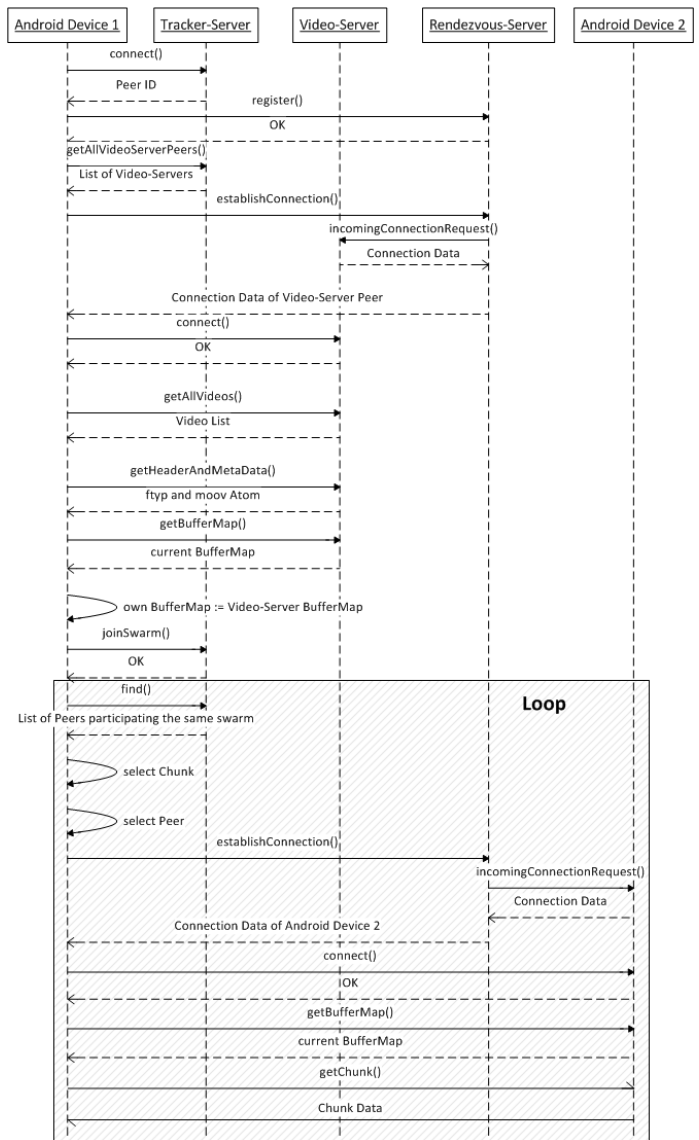 Android Device 1
Tracker-Server
Video-Server
Rendezvous-Server
Android Device 2
connect()
Peer ID
register()
OK
getAllVideoServerPeers()
List of Video-Servers
establishConnection()
incomingConnectionRequest()
Connection Data
Connection Data of Video-Server Peer
connect()
OK
getAllVideos()
Video List
getHeaderAndMetaData()
ftyp and moov Atom
getBufferMap()
current BufferMap
own BufferMap := Video-Server BufferMap
joinSwarm()
OK
find()
Loop
List of Peers participating the same swarm
select Chunk
select Peer
establishConnection()
incomingConnectionRequest()
Connection Data
Connection Data of Android Device 2
connect()
OK
getBufferMap()
current BufferMap
getChunk()
Chunk Data